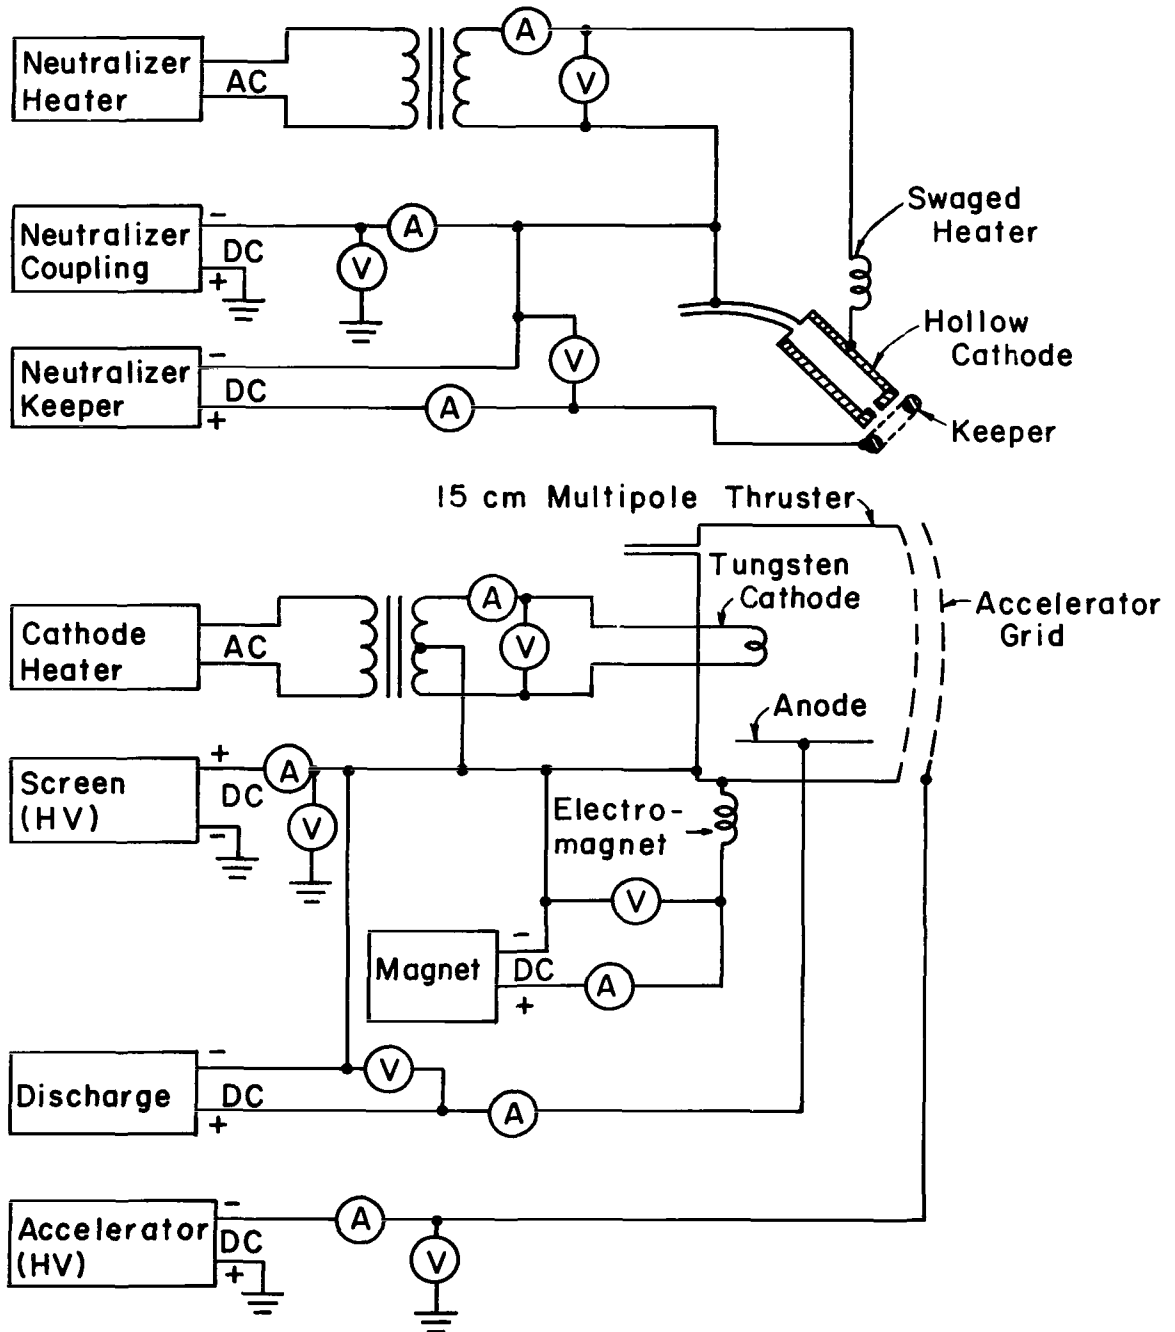 Neutralizer
Heater
AC
A
V
Neutralizer
Coupling
-
DC
+
A
V
Swaged
Heater
Hollow
Cathode
Neutralizer
Keeper
-
DC
+
A
V
Keeper
15 cm Multipole Thruster
Tungsten
Cathode
Accelerator
Grid
Cathode
Heater
AC
A
V
Anode
Screen
(HV)
+
DC
-
A
V
Electro-
magnet
V
Magnet
-
DC
+
A
Discharge
-
DC
+
V
A
Accelerator
(HV)
-
DC
+
A
V